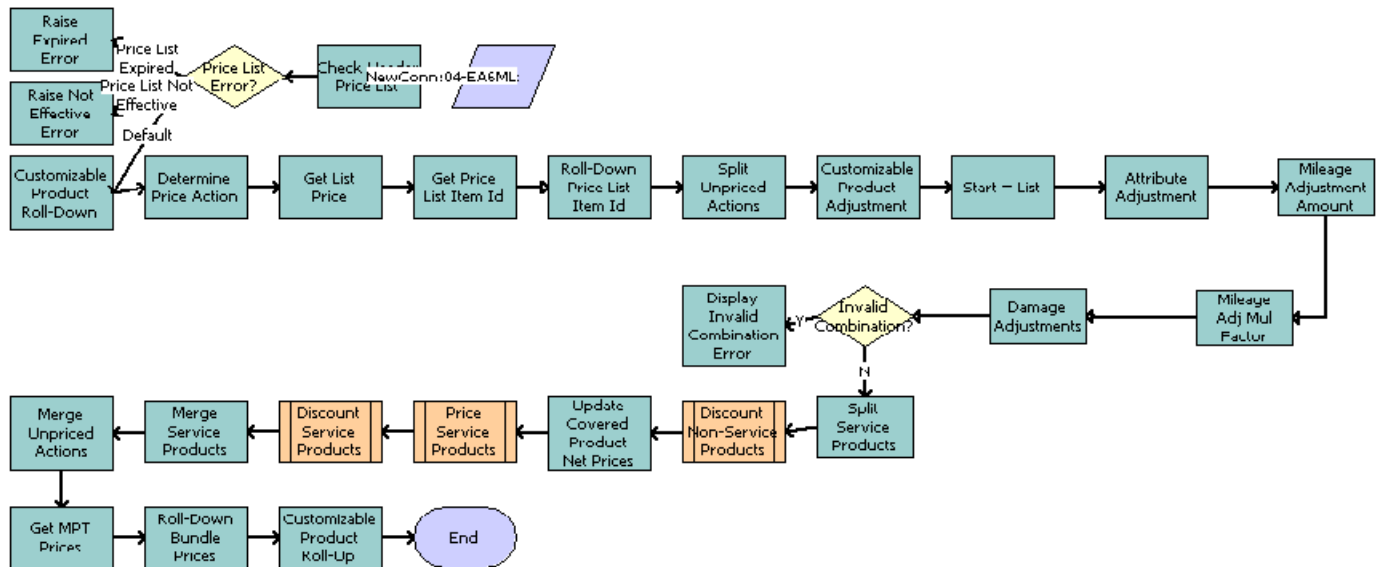 Raise
Expired
Error
Price List
Expired
Price List
Error?
Check Header
Price List
NewConn:04-EA6ML:
Raise Not
Effective
Error
Price List Not
Effective
Default
Customizable
Product
Roll-Down
Determine
Price Action
Get List
Price
Get Price
List Item Id
Roll-Down
Price List
Item Id
Split
Unpriced
Actions
Customizable
Product
Adjustment
Start - List
Attribute
Adjustment
Mileage
Adjustment
Amount
Display
Invalid
Combination
Error
Y
Invalid
Combination?
N
Damage
Adjustments
Mileage
Adj Mul
Factor
Merge
Unpriced
Actions
Merge
Service
Products
Discount
Service
Products
Price
Service
Products
Update
Covered
Product
Net Prices
Discount
Non-Service
Products
Split
Service
Products
Get MPT
Prices
Roll-Down
Bundle
Prices
Customizable
Product
Roll-Up
End